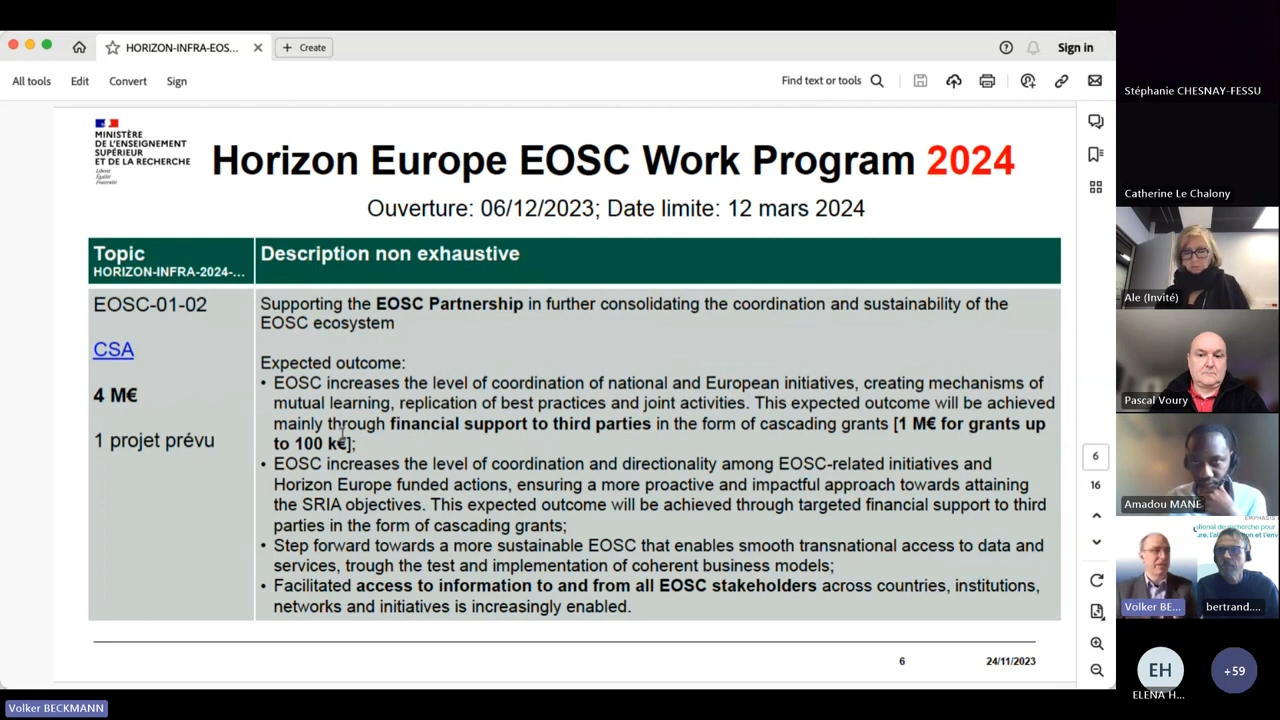 HORIZON-INFRA-EOS...
Create
Sign in
All tools
Edit
Convert
Sign
Find text or tools
MINISTÈRE
DE L'ENSEIGNEMENT
SUPÉRIEUR
ET DE LA RECHERCHE
Liberté
Égalité
Fraternité
Horizon Europe EOSC Work Program 2024
Ouverture: 06/12/2023; Date limite: 12 mars 2024
Topic
HORIZON-INFRA-2024-...
Description non exhaustive
EOSC-01-02
CSA
4 M€
1 projet prévu
Supporting the EOSC Partnership in further consolidating the coordination and sustainability of the
EOSC ecosystem
Expected outcome:
• EOSC increases the level of coordination of national and European initiatives, creating mechanisms of
mutual learning, replication of best practices and joint activities. This expected outcome will be achieved
mainly through financial support to third parties in the form of cascading grants [1 M€ for grants up
to 100 k€];
• EOSC increases the level of coordination and directionality among EOSC-related initiatives and
Horizon Europe funded actions, ensuring a more proactive and impactful approach towards attaining
the SRIA objectives. This expected outcome will be achieved through targeted financial support to third
parties in the form of cascading grants;
• Step forward towards a more sustainable EOSC that enables smooth transnational access to data and
services, trough the test and implementation of coherent business models;
• Facilitated access to information to and from all EOSC stakeholders across countries, institutions,
networks and initiatives is increasingly enabled.
6
24/11/2023
6
16
Stéphanie CHESNAY-FESSU
Catherine Le Chalony
Ale (Invité)
Pascal Voury
Amadou MANE
EMPHASIS
Volker BE...
bertrand....
EH
ELENA H...
+59
Volker BECKMANN